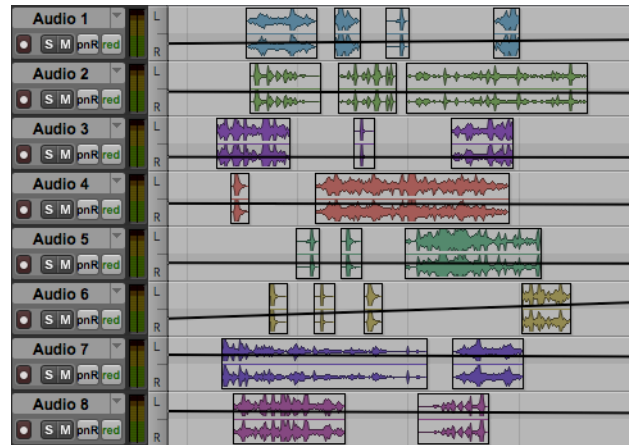 Audio 1
L
S M pnR red
R
Audio 2
L
S M pnR red
R
Audio 3
L
S M pnR red
R
Audio 4
L
S M pnR red
R
Audio 5
L
S M pnR red
R
Audio 6
L
S M pnR red
R
Audio 7
L
S M pnR red
R
Audio 8
L
S M pnR red
R